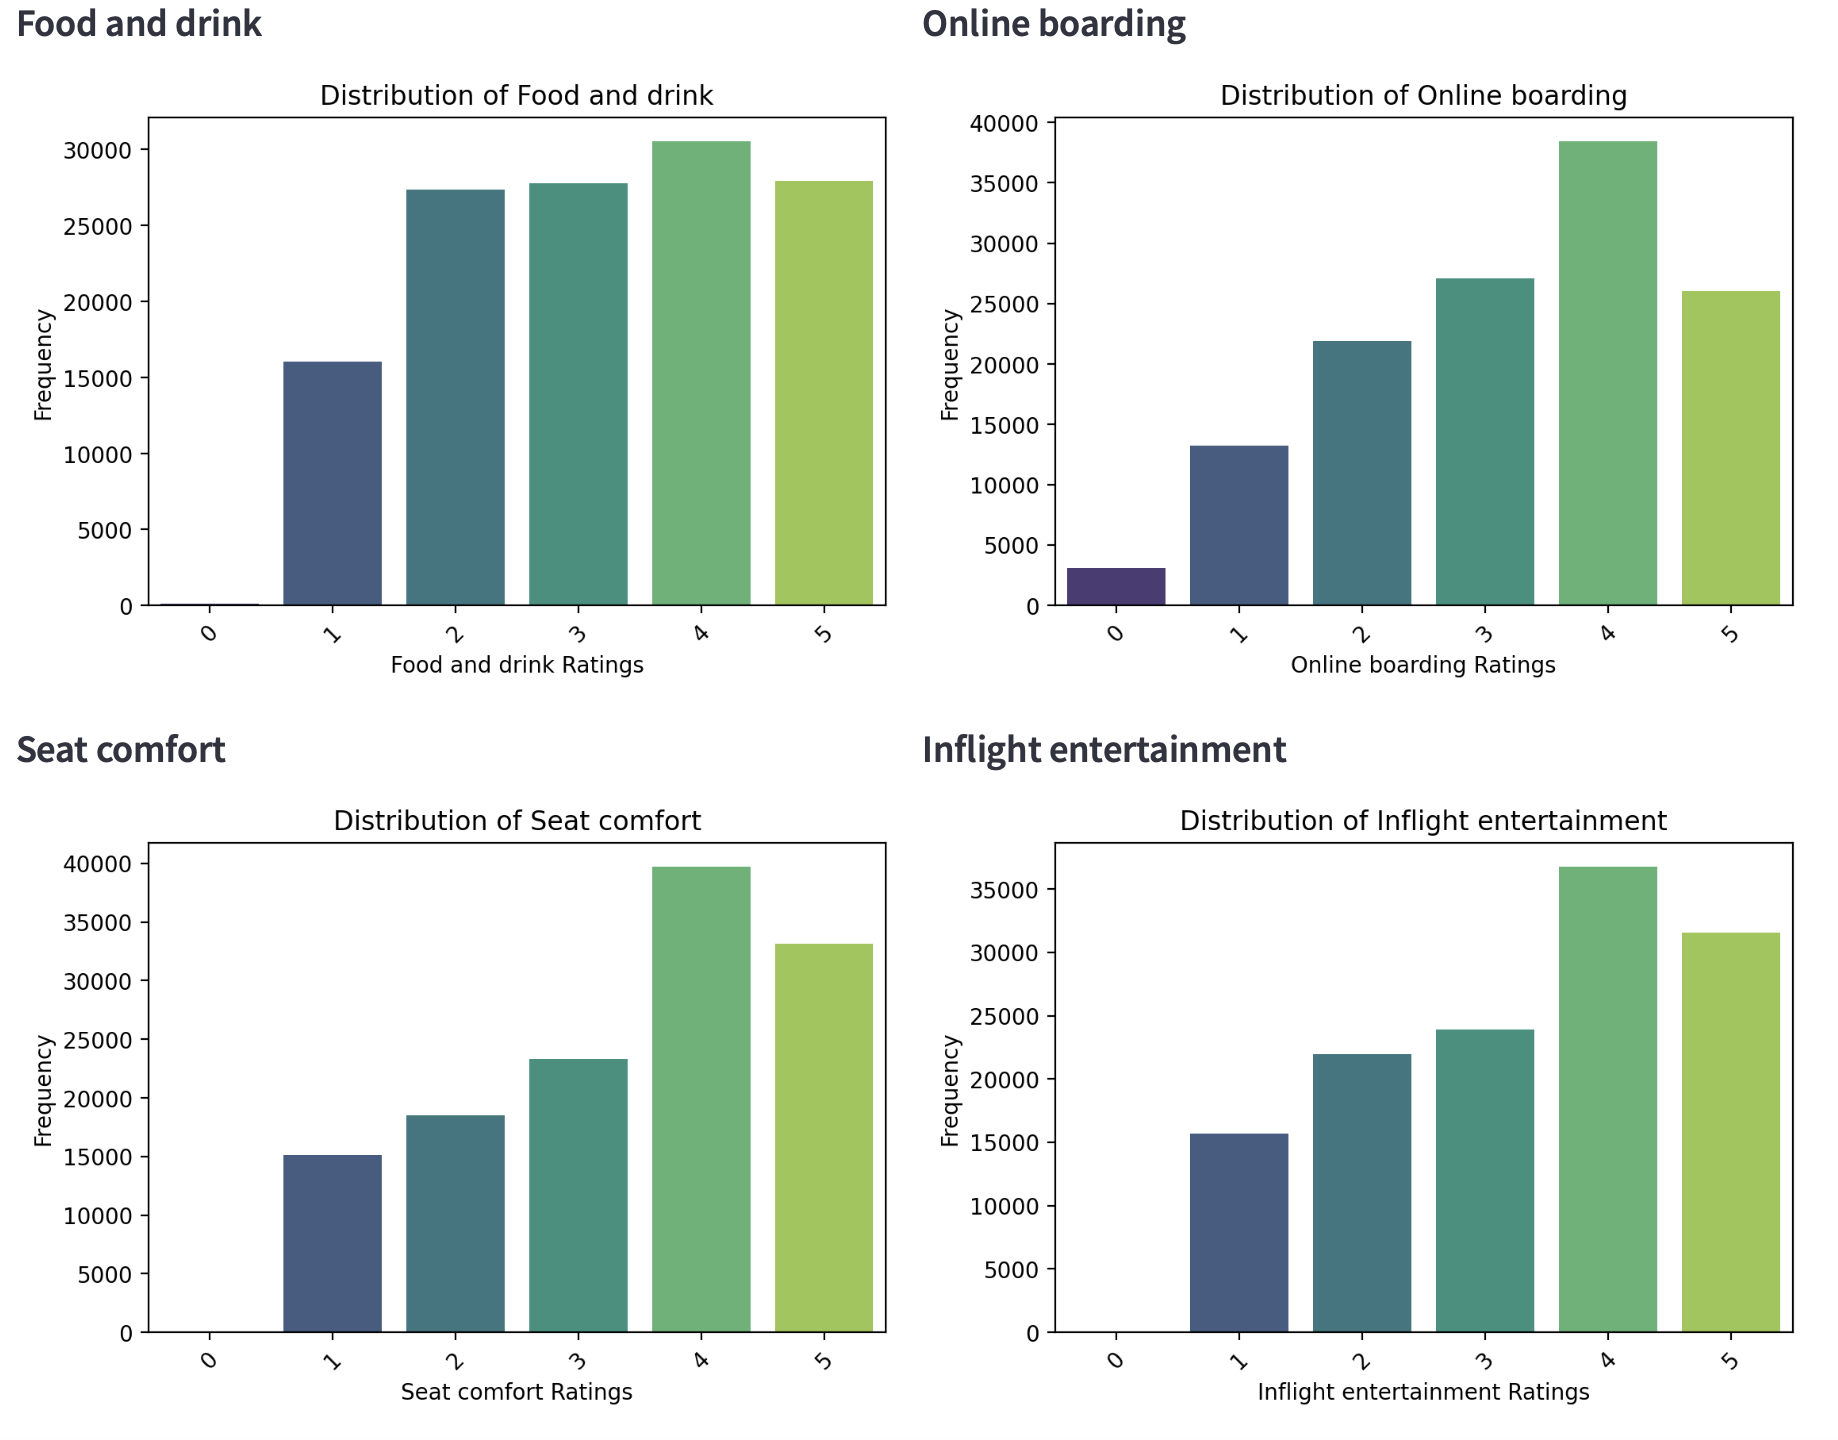 Food and drink
Distribution of Food and drink
30000
25000
20000
15000
10000
5000
0
Frequency
0 1 2 3 4 5
Food and drink Ratings
Online boarding
Distribution of Online boarding
40000
35000
30000
25000
20000
15000
10000
5000
0
Frequency
0 1 2 3 4 5
Online boarding Ratings
Seat comfort
Distribution of Seat comfort
40000
35000
30000
25000
20000
15000
10000
5000
0
Frequency
0 1 2 3 4 5
Seat comfort Ratings
Inflight entertainment
Distribution of Inflight entertainment
35000
30000
25000
20000
15000
10000
5000
0
Frequency
0 1 2 3 4 5
Inflight entertainment Ratings